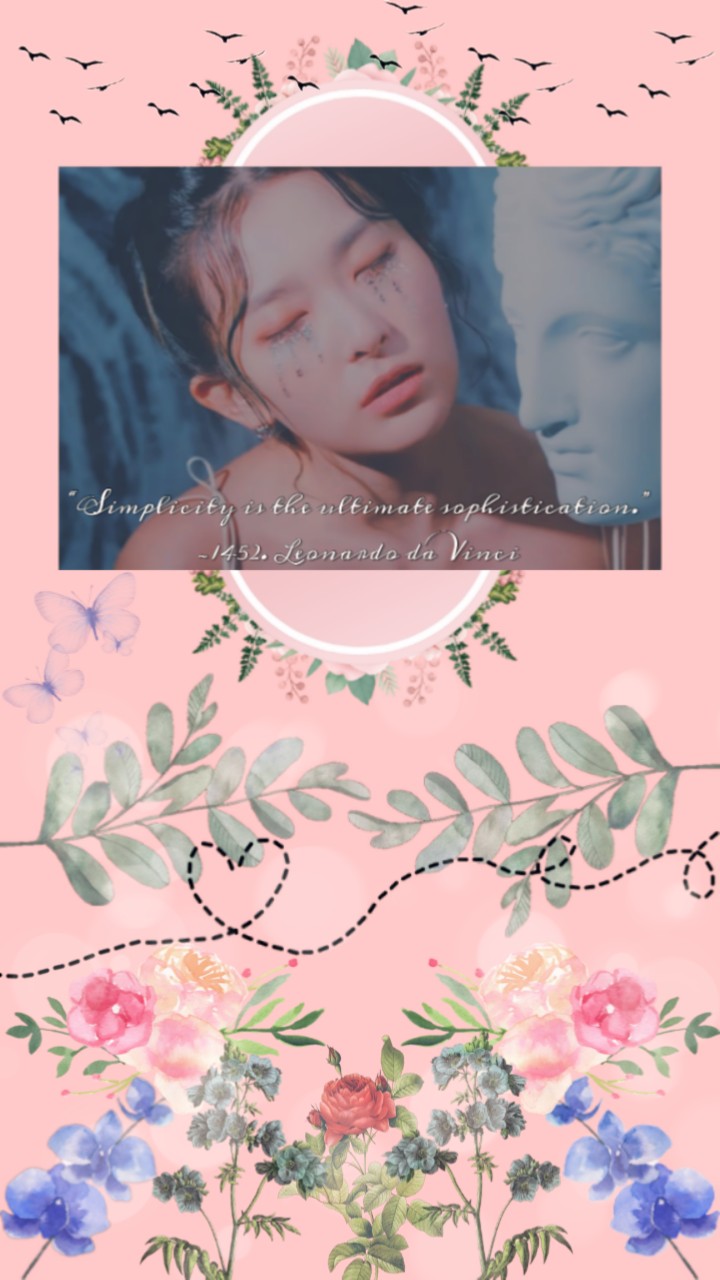 "Simplicity is the ultimate sophistication."
~1452. Leonardo da Vinci